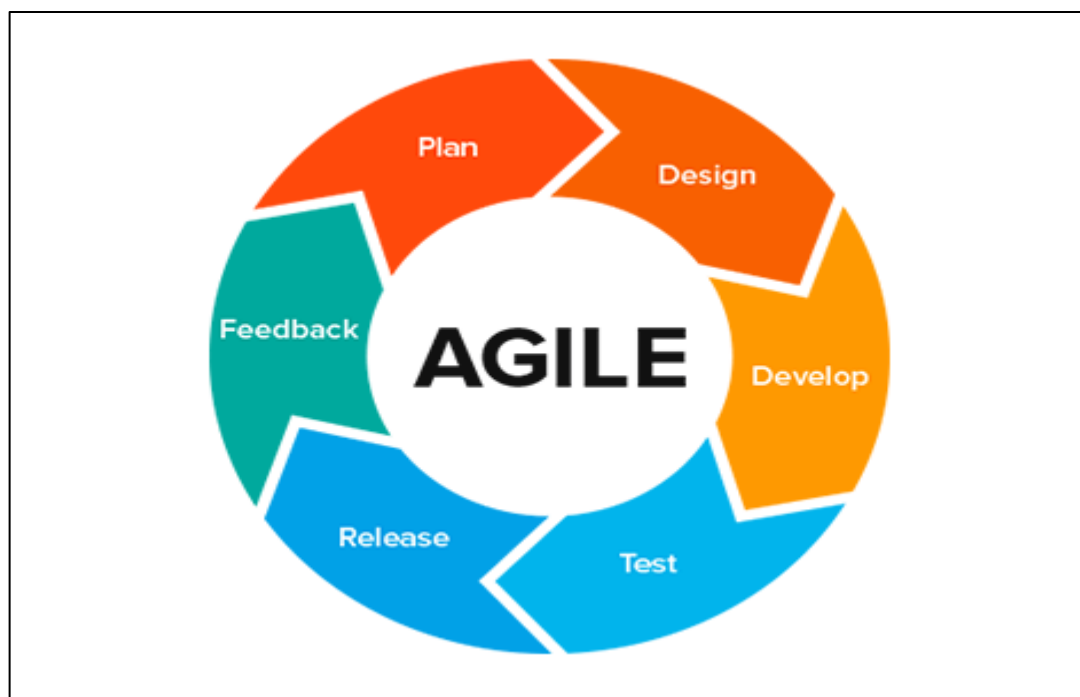 Plan
Design
Feedback
AGILE
Develop
Release
Test